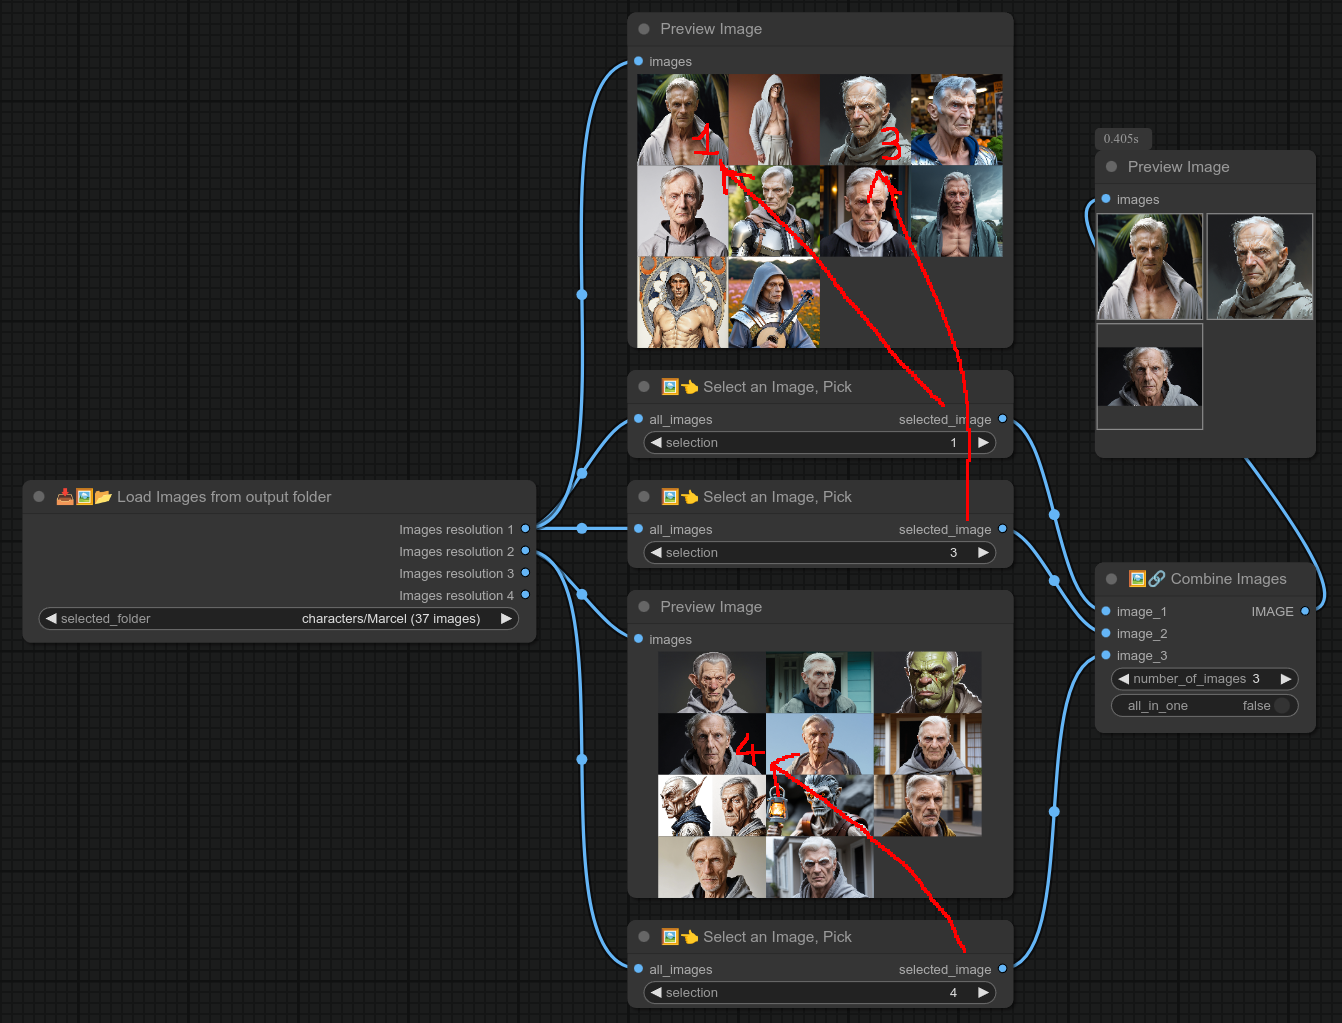 Preview Image
images
1
3
0.405s
Preview Image
images
Select an Image, Pick
all_images selected_image
selection 1
Load Images from output folder
Images resolution 1
Images resolution 2
Images resolution 3
Images resolution 4
selected_folder characters/Marcel (37 images)
Select an Image, Pick
all_images selected_image
selection 3
Preview Image
images
4
Combine Images
image_1 IMAGE
image_2
image_3
number_of_images 3
all_in_one false
Select an Image, Pick
all_images selected_image
selection 4